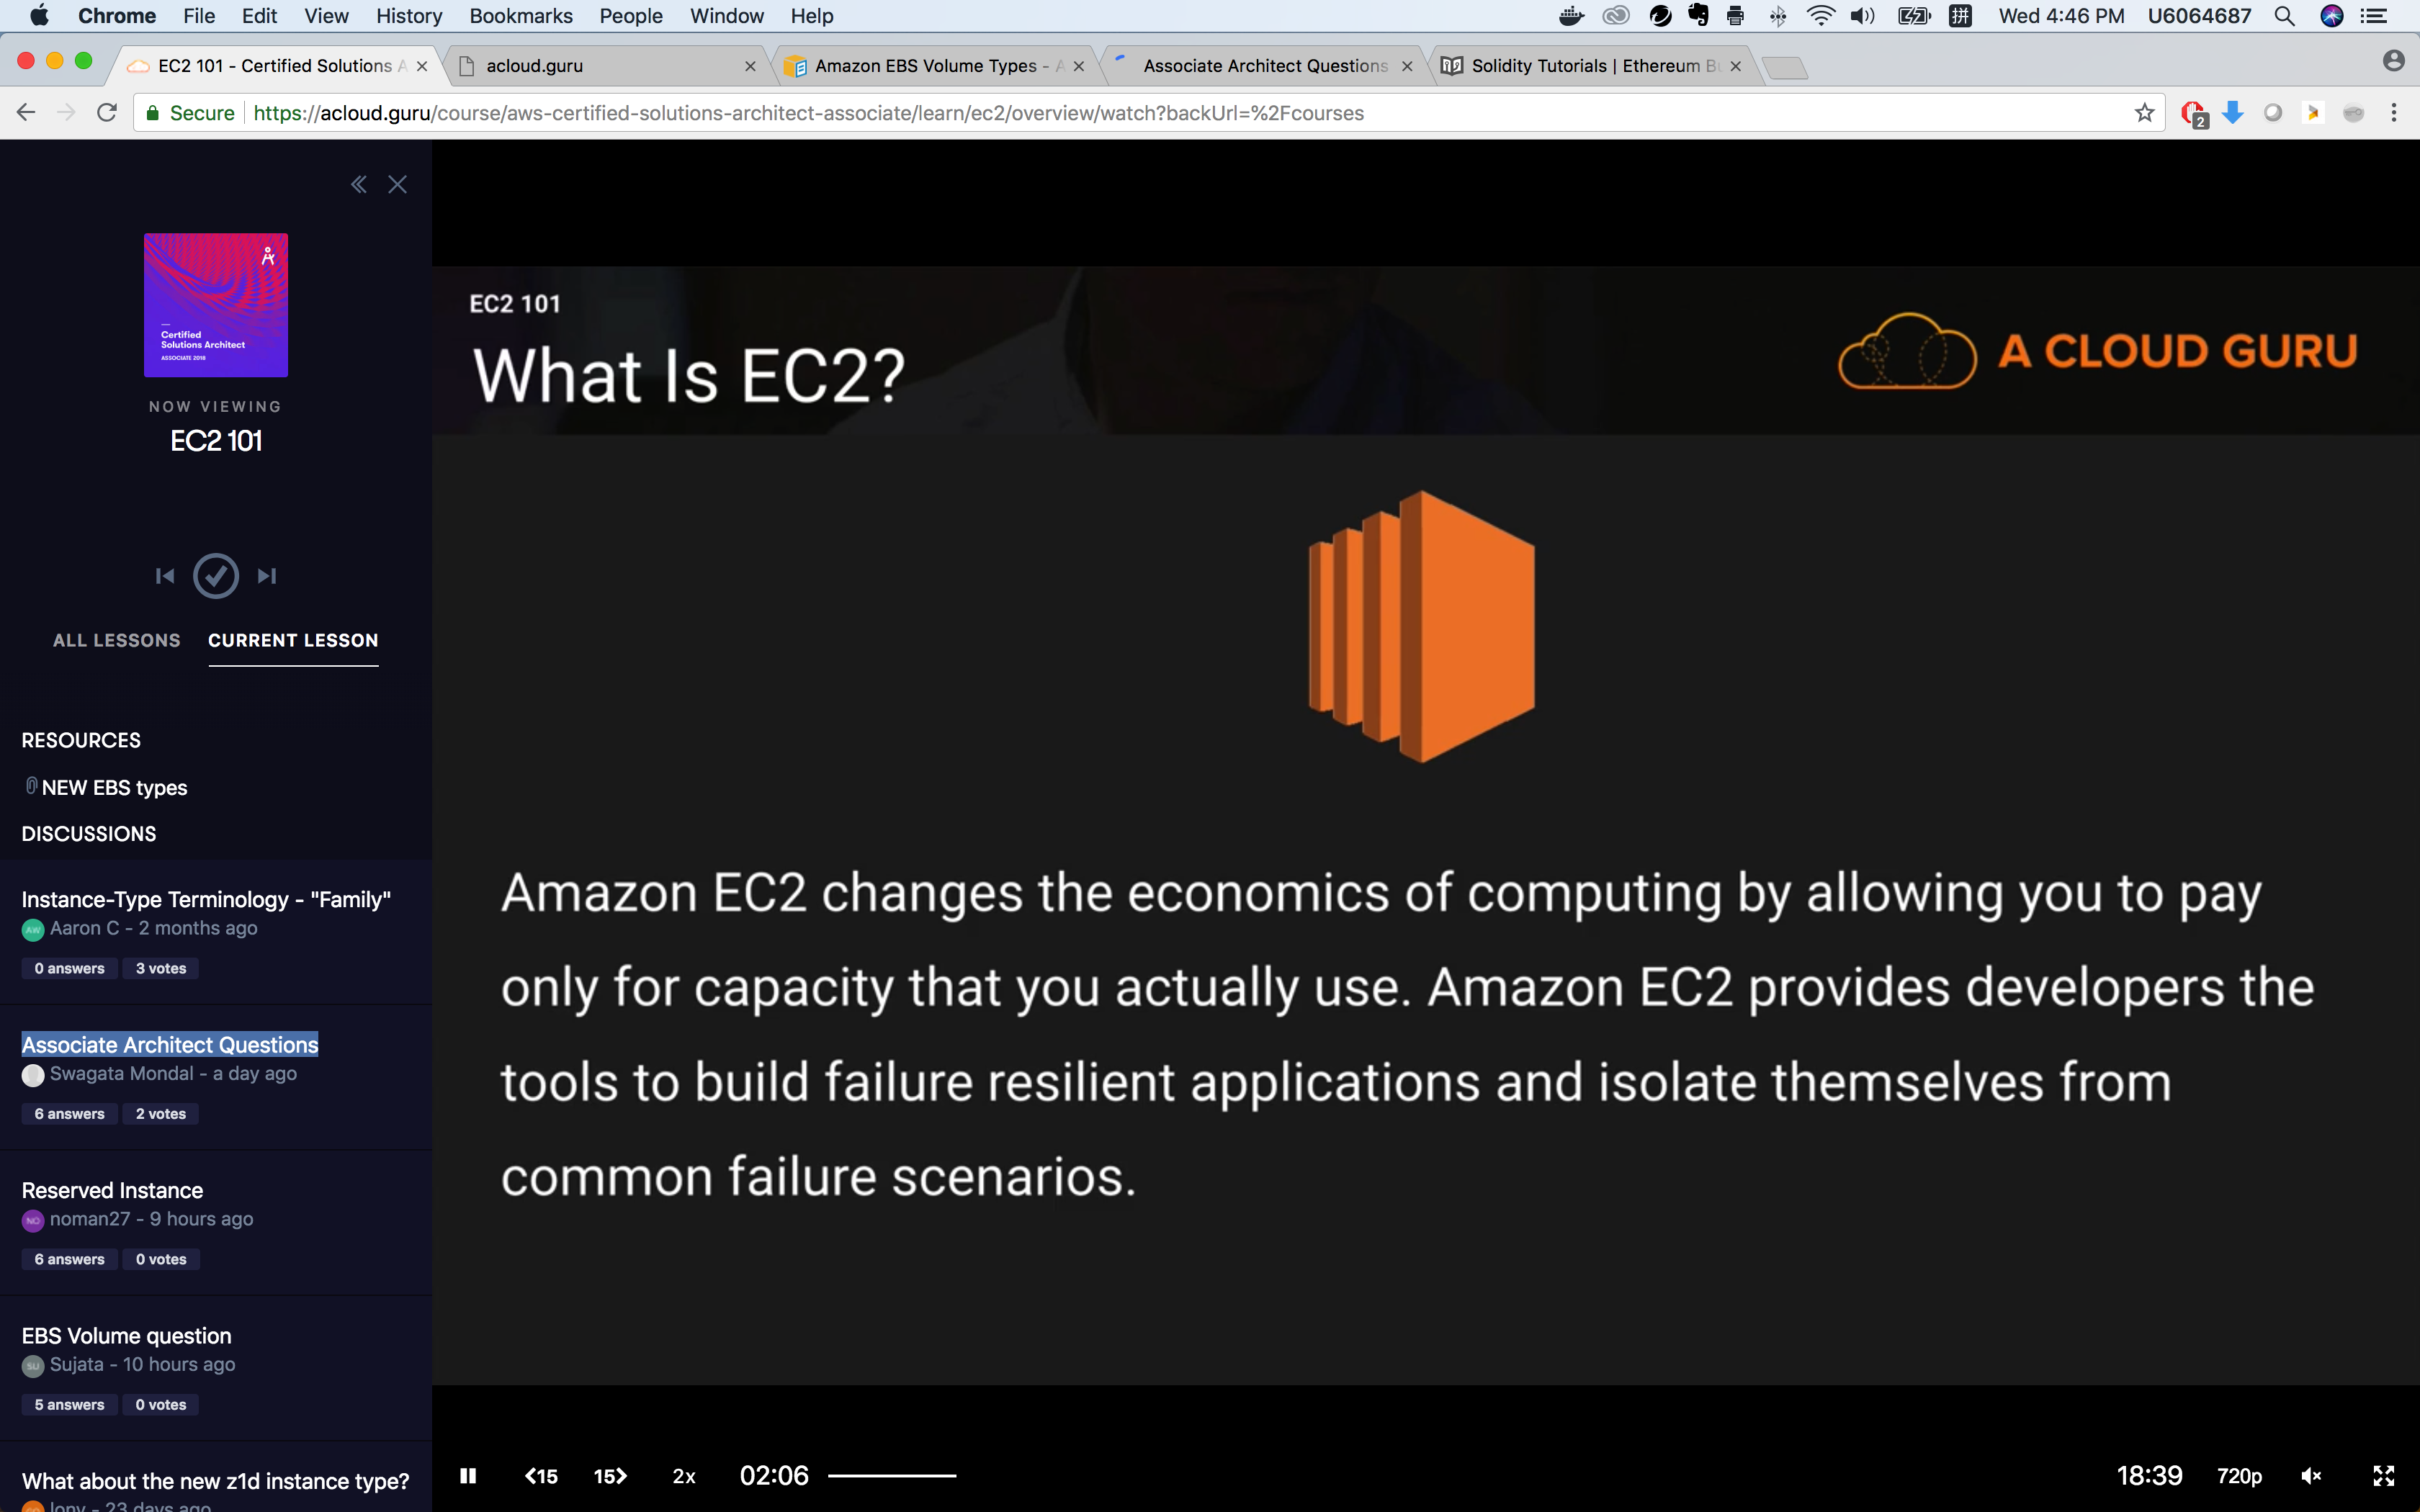 Chrome File Edit View History Bookmarks People Window Help
拼 Wed 4:46 PM U6064687
EC2 101 - Certified Solutions A
acloud.guru
Amazon EBS Volume Types - A
Associate Architect Questions
Solidity Tutorials | Ethereum B
Secure https://acloud.guru/course/aws-certified-solutions-architect-associate/learn/ec2/overview/watch?backUrl=%2Fcourses
2
Certified
Solutions Architect
ASSOCIATE 2018
NOW VIEWING
EC2 101
ALL LESSONS CURRENT LESSON
RESOURCES
NEW EBS types
DISCUSSIONS
Instance-Type Terminology - "Family"
AW Aaron C - 2 months ago
0 answers 3 votes
Associate Architect Questions
Swagata Mondal - a day ago
6 answers 2 votes
Reserved Instance
NO noman27 - 9 hours ago
6 answers 0 votes
EBS Volume question
SU Sujata - 10 hours ago
5 answers 0 votes
What about the new z1d instance type?
23 days ago
EC2 101
What Is EC2?
A CLOUD GURU
Amazon EC2 changes the economics of computing by allowing you to pay
only for capacity that you actually use. Amazon EC2 provides developers the
tools to build failure resilient applications and isolate themselves from
common failure scenarios.
15 15 2x 02:06 18:39 720p